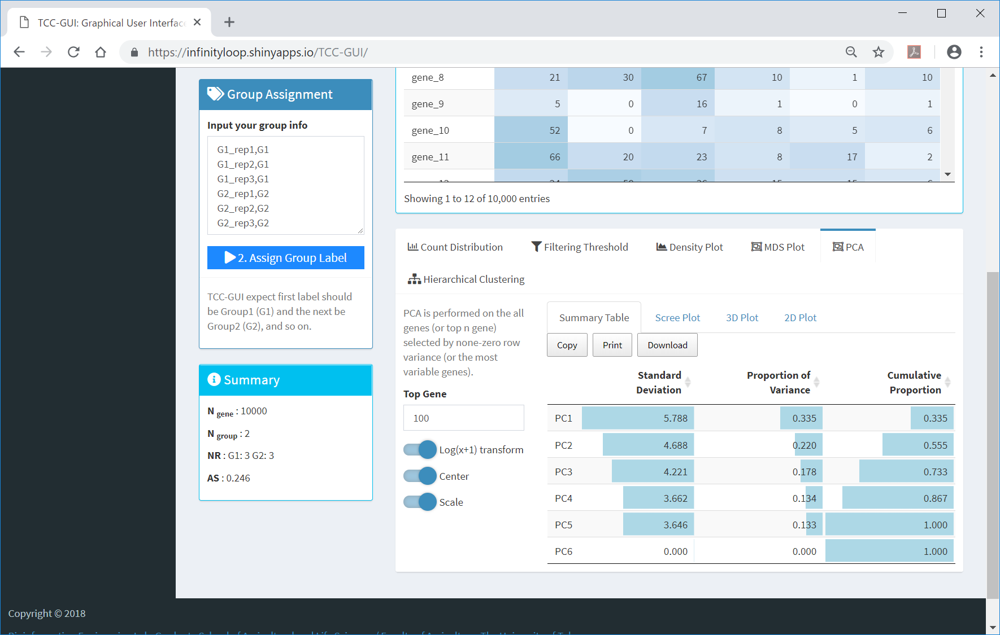 TCC-GUI: Graphical User Interface
https://infinityloop.shinyapps.io/TCC-GUI/
Group Assignment
Input your group info
G1_rep1,G1
G1_rep2,G1
G1_rep3,G1
G2_rep1,G2
G2_rep2,G2
G2_rep3,G2
2. Assign Group Label
TCC-GUI expect first label should
be Group1 (G1) and the next be
Group2 (G2), and so on.
Summary
N gene : 10000
N group : 2
NR : G1: 3 G2: 3
AS : 0.246
gene_8 21 30 67 10 1 10
gene_9 5 0 16 1 0 1
gene_10 52 0 7 8 5 6
gene_11 66 20 23 8 17 2
Showing 1 to 12 of 10,000 entries
Count Distribution Filtering Threshold Density Plot MDS Plot PCA
Hierarchical Clustering
PCA is performed on the all
genes (or top n gene)
selected by none-zero row
variance (or the most
variable genes).
Top Gene
100
Log(x+1) transform
Center
Scale
Summary Table Scree Plot 3D Plot 2D Plot
Copy Print Download
Standard Deviation Proportion of Variance Cumulative Proportion
PC1 5.788 0.335 0.335
PC2 4.688 0.220 0.555
PC3 4.221 0.178 0.733
PC4 3.662 0.134 0.867
PC5 3.646 0.133 1.000
PC6 0.000 0.000 1.000
Copyright © 2018